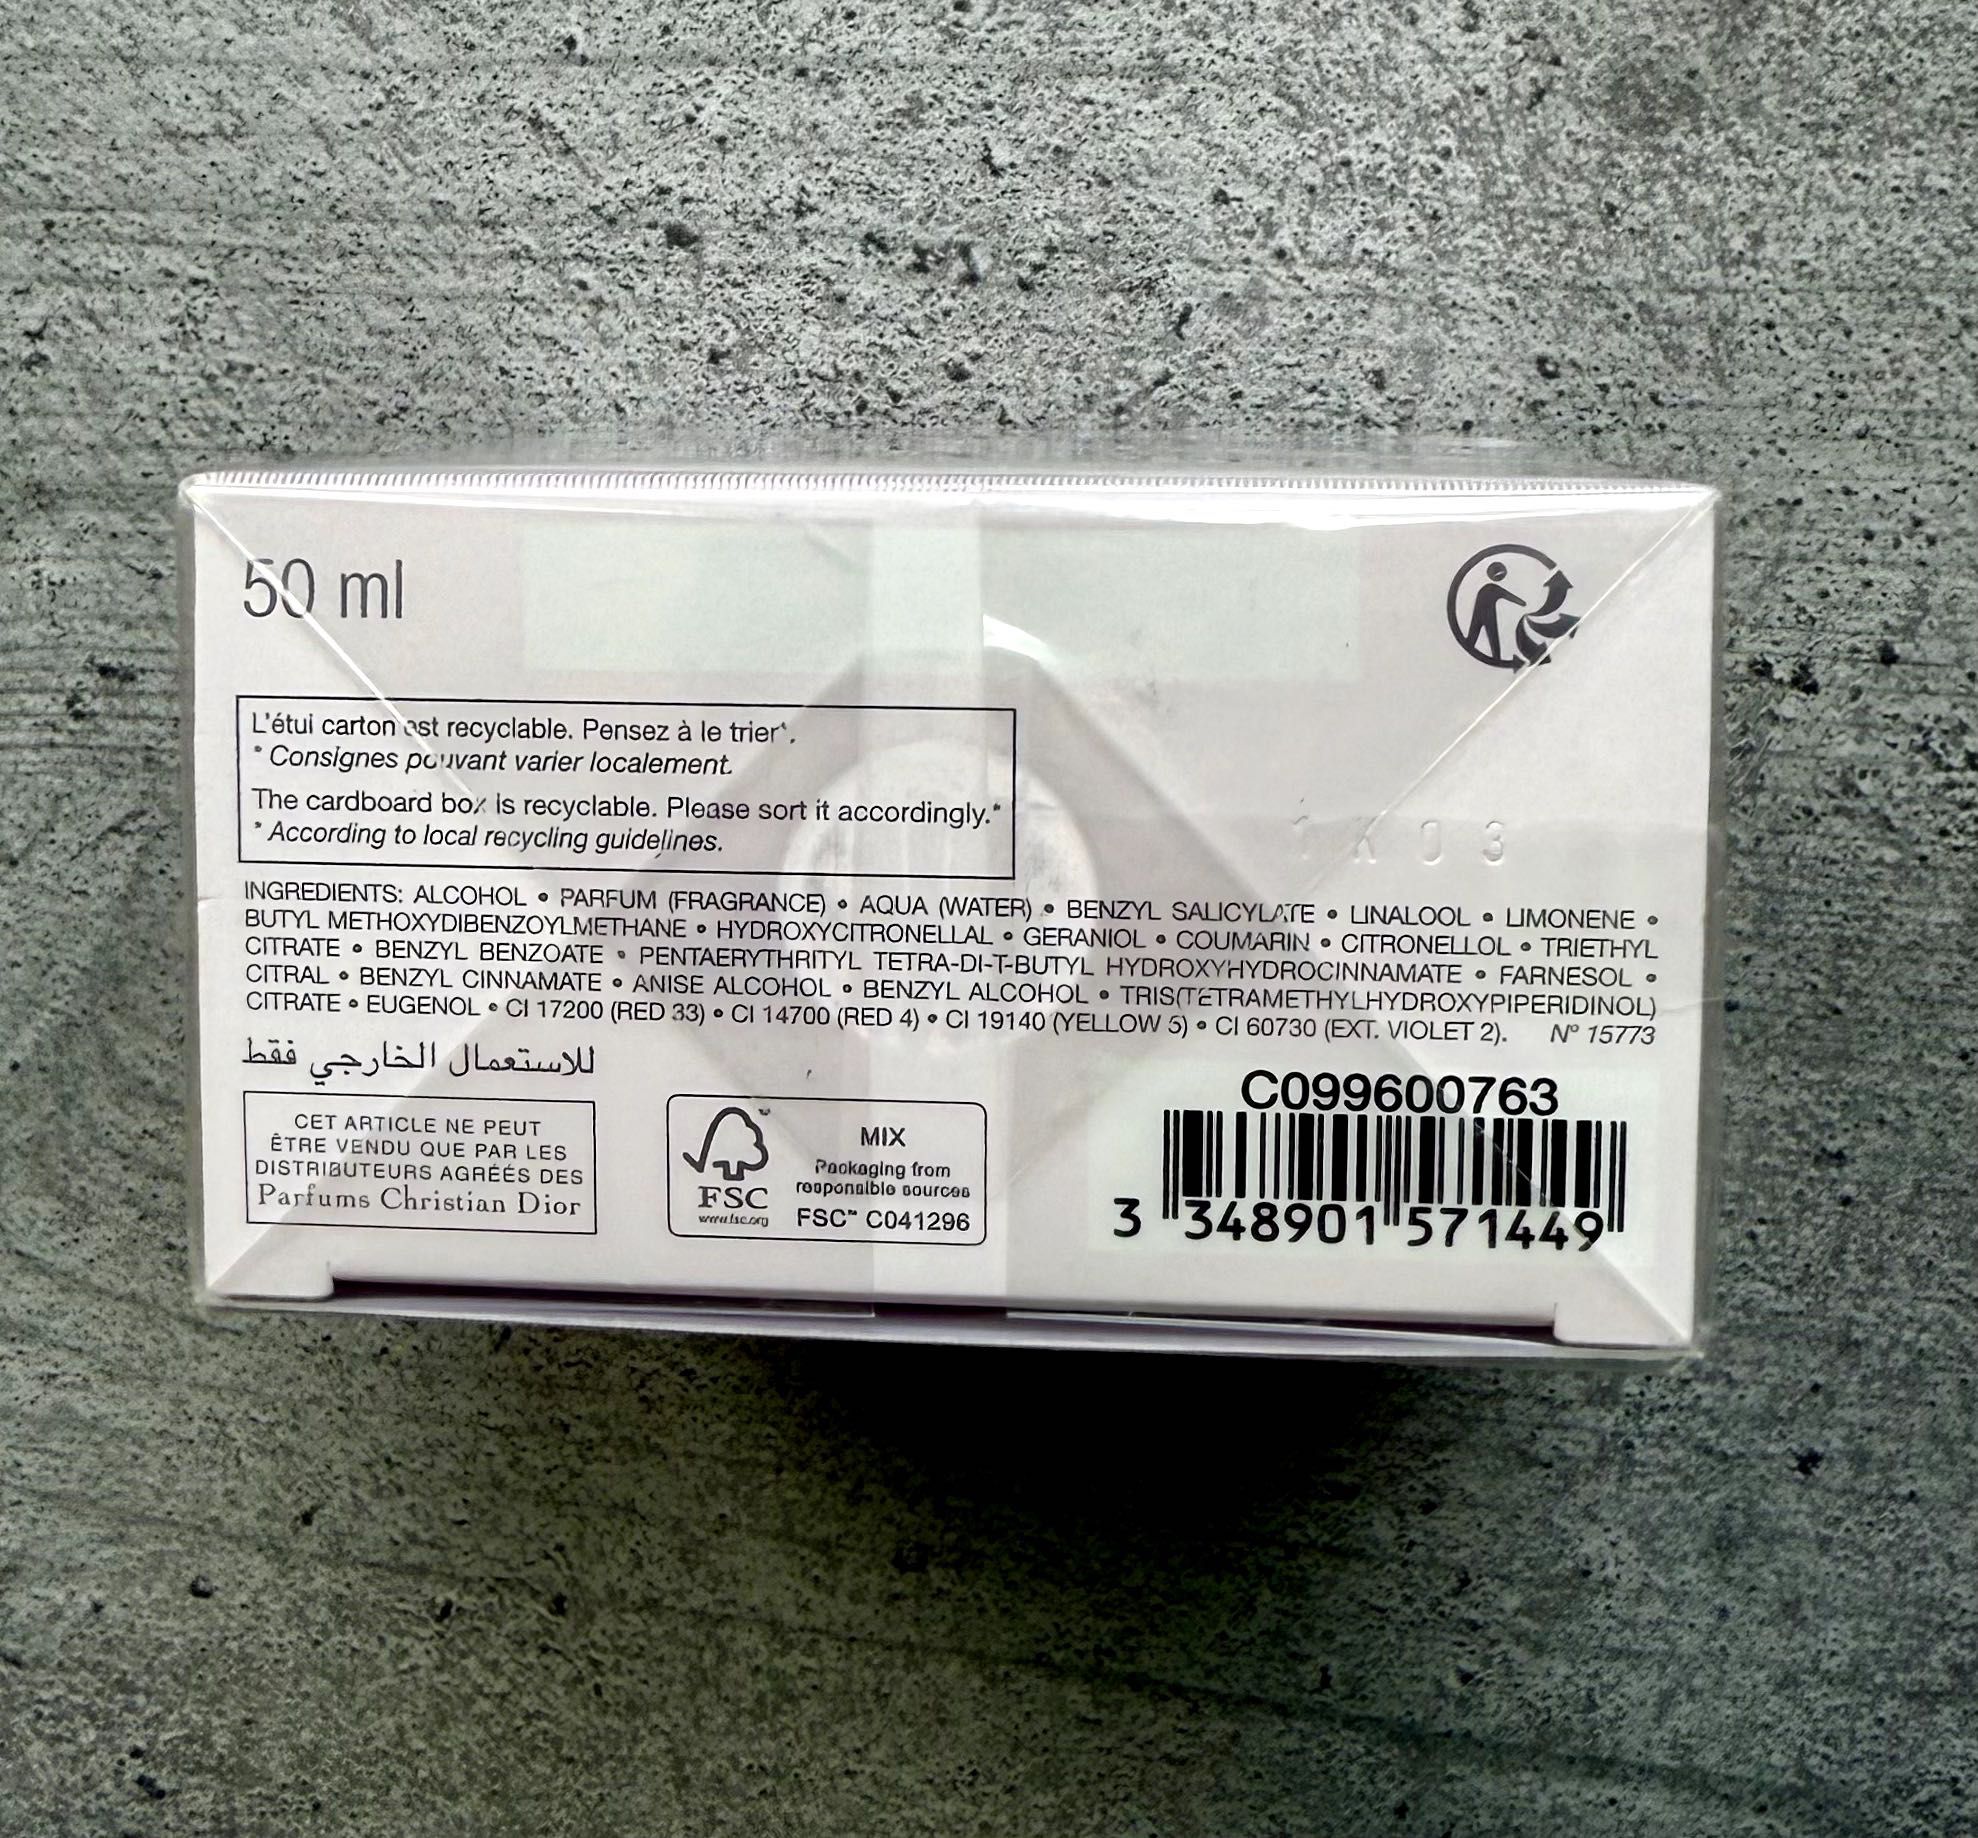 50 ml
L'étui carton est recyclable. Pensez à le trier*.
* Consignes pouvant varier localement.
The cardboard box is recyclable. Please sort it accordingly.*
* According to local recycling guidelines.
INGREDIENTS: ALCOHOL • PARFUM (FRAGRANCE) • AQUA (WATER) • BENZYL SALICYLATE • LINALOOL • LIMONENE •
BUTYL METHOXYDIBENZOYLMETHANE • HYDROXYCITRONELLAL • GERANIOL • COUMARIN • CITRONELLOL • TRIETHYL
CITRATE • BENZYL BENZOATE • PENTAERYTHRITYL TETRA-DI-T-BUTYL HYDROXYHYDROCINNAMATE • FARNESOL •
CITRAL • BENZYL CINNAMATE • ANISE ALCOHOL • BENZYL ALCOHOL • TRIS(TETRAMETHYLHYDROXYPIPERIDINOL)
CITRATE • EUGENOL • CI 17200 (RED 33) • CI 14700 (RED 4) • CI 19140 (YELLOW 5) • CI 60730 (EXT. VIOLET 2). N° 15773
للاستعمال الخارجي فقط
CET ARTICLE NE PEUT
ÊTRE VENDU QUE PAR LES
DISTRIBUTEURS AGRÉÉS DES
Parfums Christian Dior
FSC
www.fsc.org
MIX
Packaging from
responsible sources
FSC™ C041296
C099600763
3 348901 571449